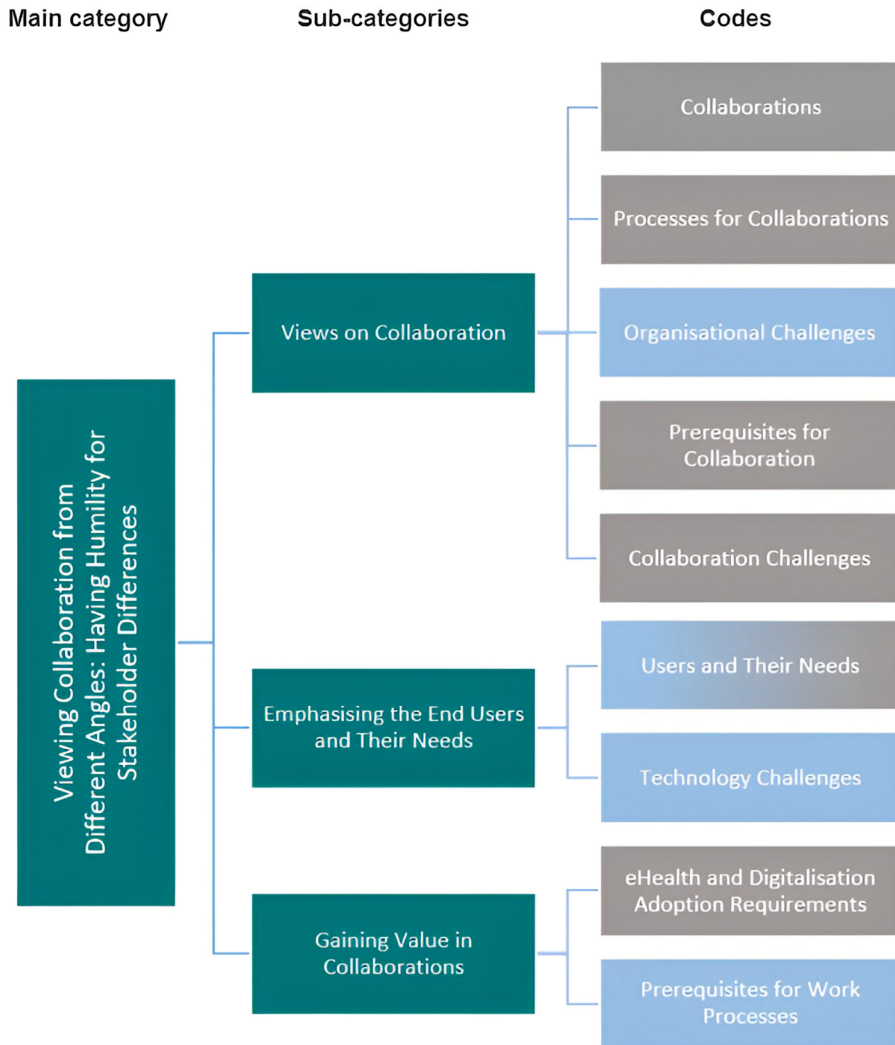 Main category
Sub-categories
Codes
Viewing Collaboration from
Different Angles: Having Humility for
Stakeholder Differences
Views on Collaboration
Collaborations
Processes for Collaborations
Organisational Challenges
Prerequisites for
Collaboration
Collaboration Challenges
Emphasising the End Users
and Their Needs
Users and Their Needs
Technology Challenges
Gaining Value in
Collaborations
eHealth and Digitalisation
Adoption Requirements
Prerequisites for Work
Processes